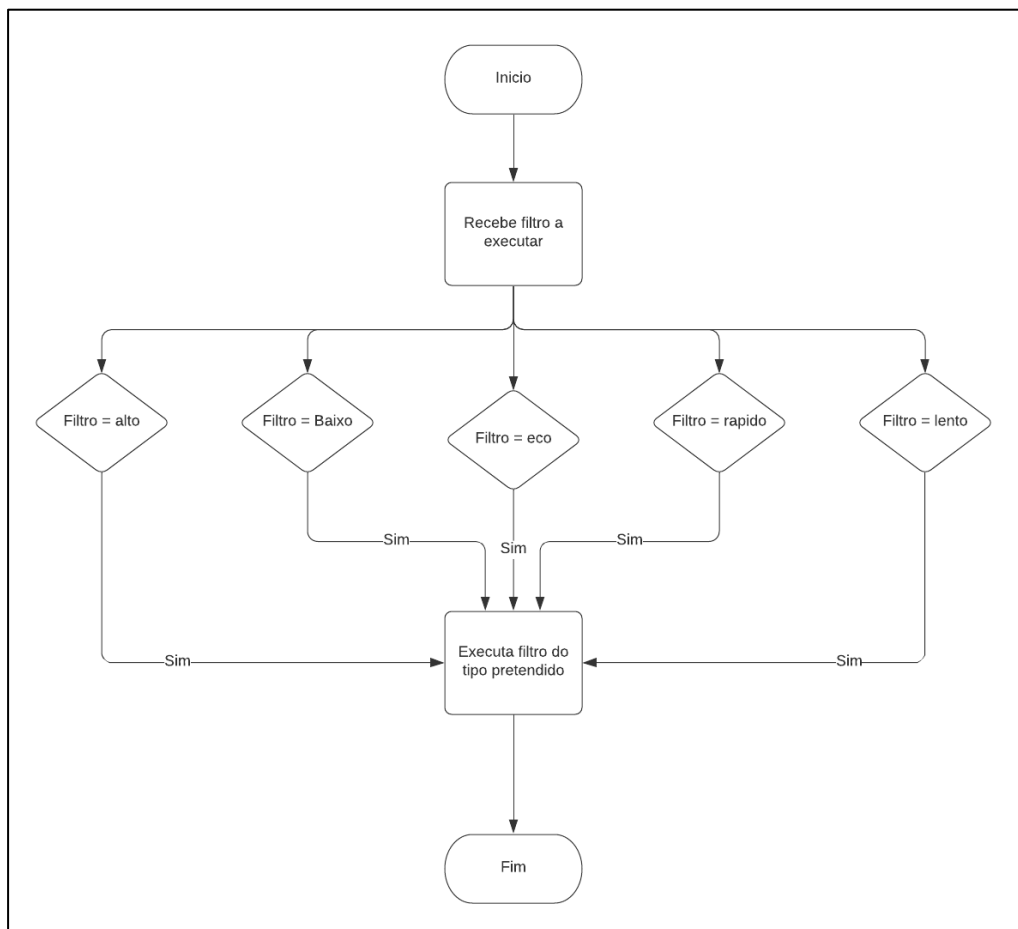 Inicio
Recebe filtro a
executar
Filtro = alto
Filtro = Baixo
Filtro = eco
Filtro = rapido
Filtro = lento
Sim
Sim
Sim
Sim
Sim
Executa filtro do
tipo pretendido
Fim